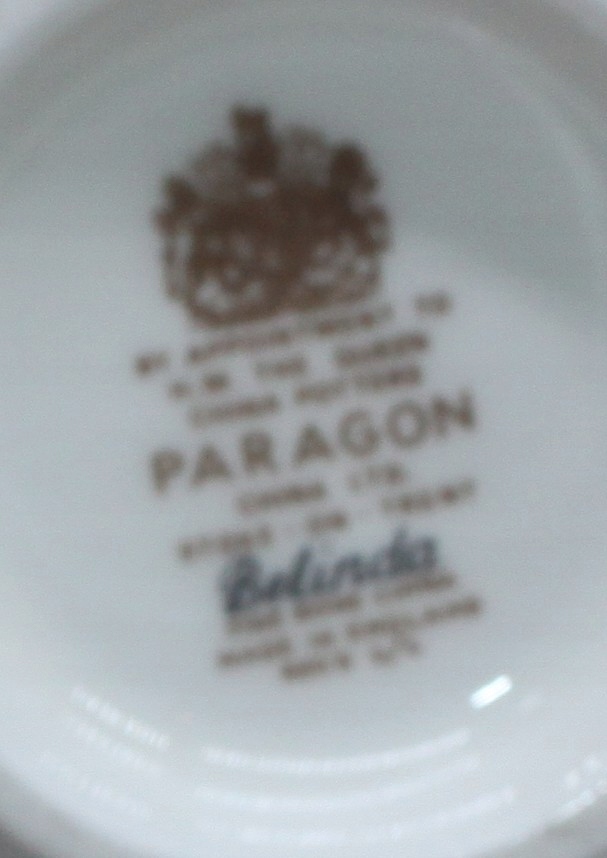 BY APPOINTMENT TO
H.M. THE QUEEN
CHINA POTTERS
PARAGON
CHINA LTD.
STOKE · ON · TRENT
Belinda
FINE BONE CHINA
MADE IN ENGLAND